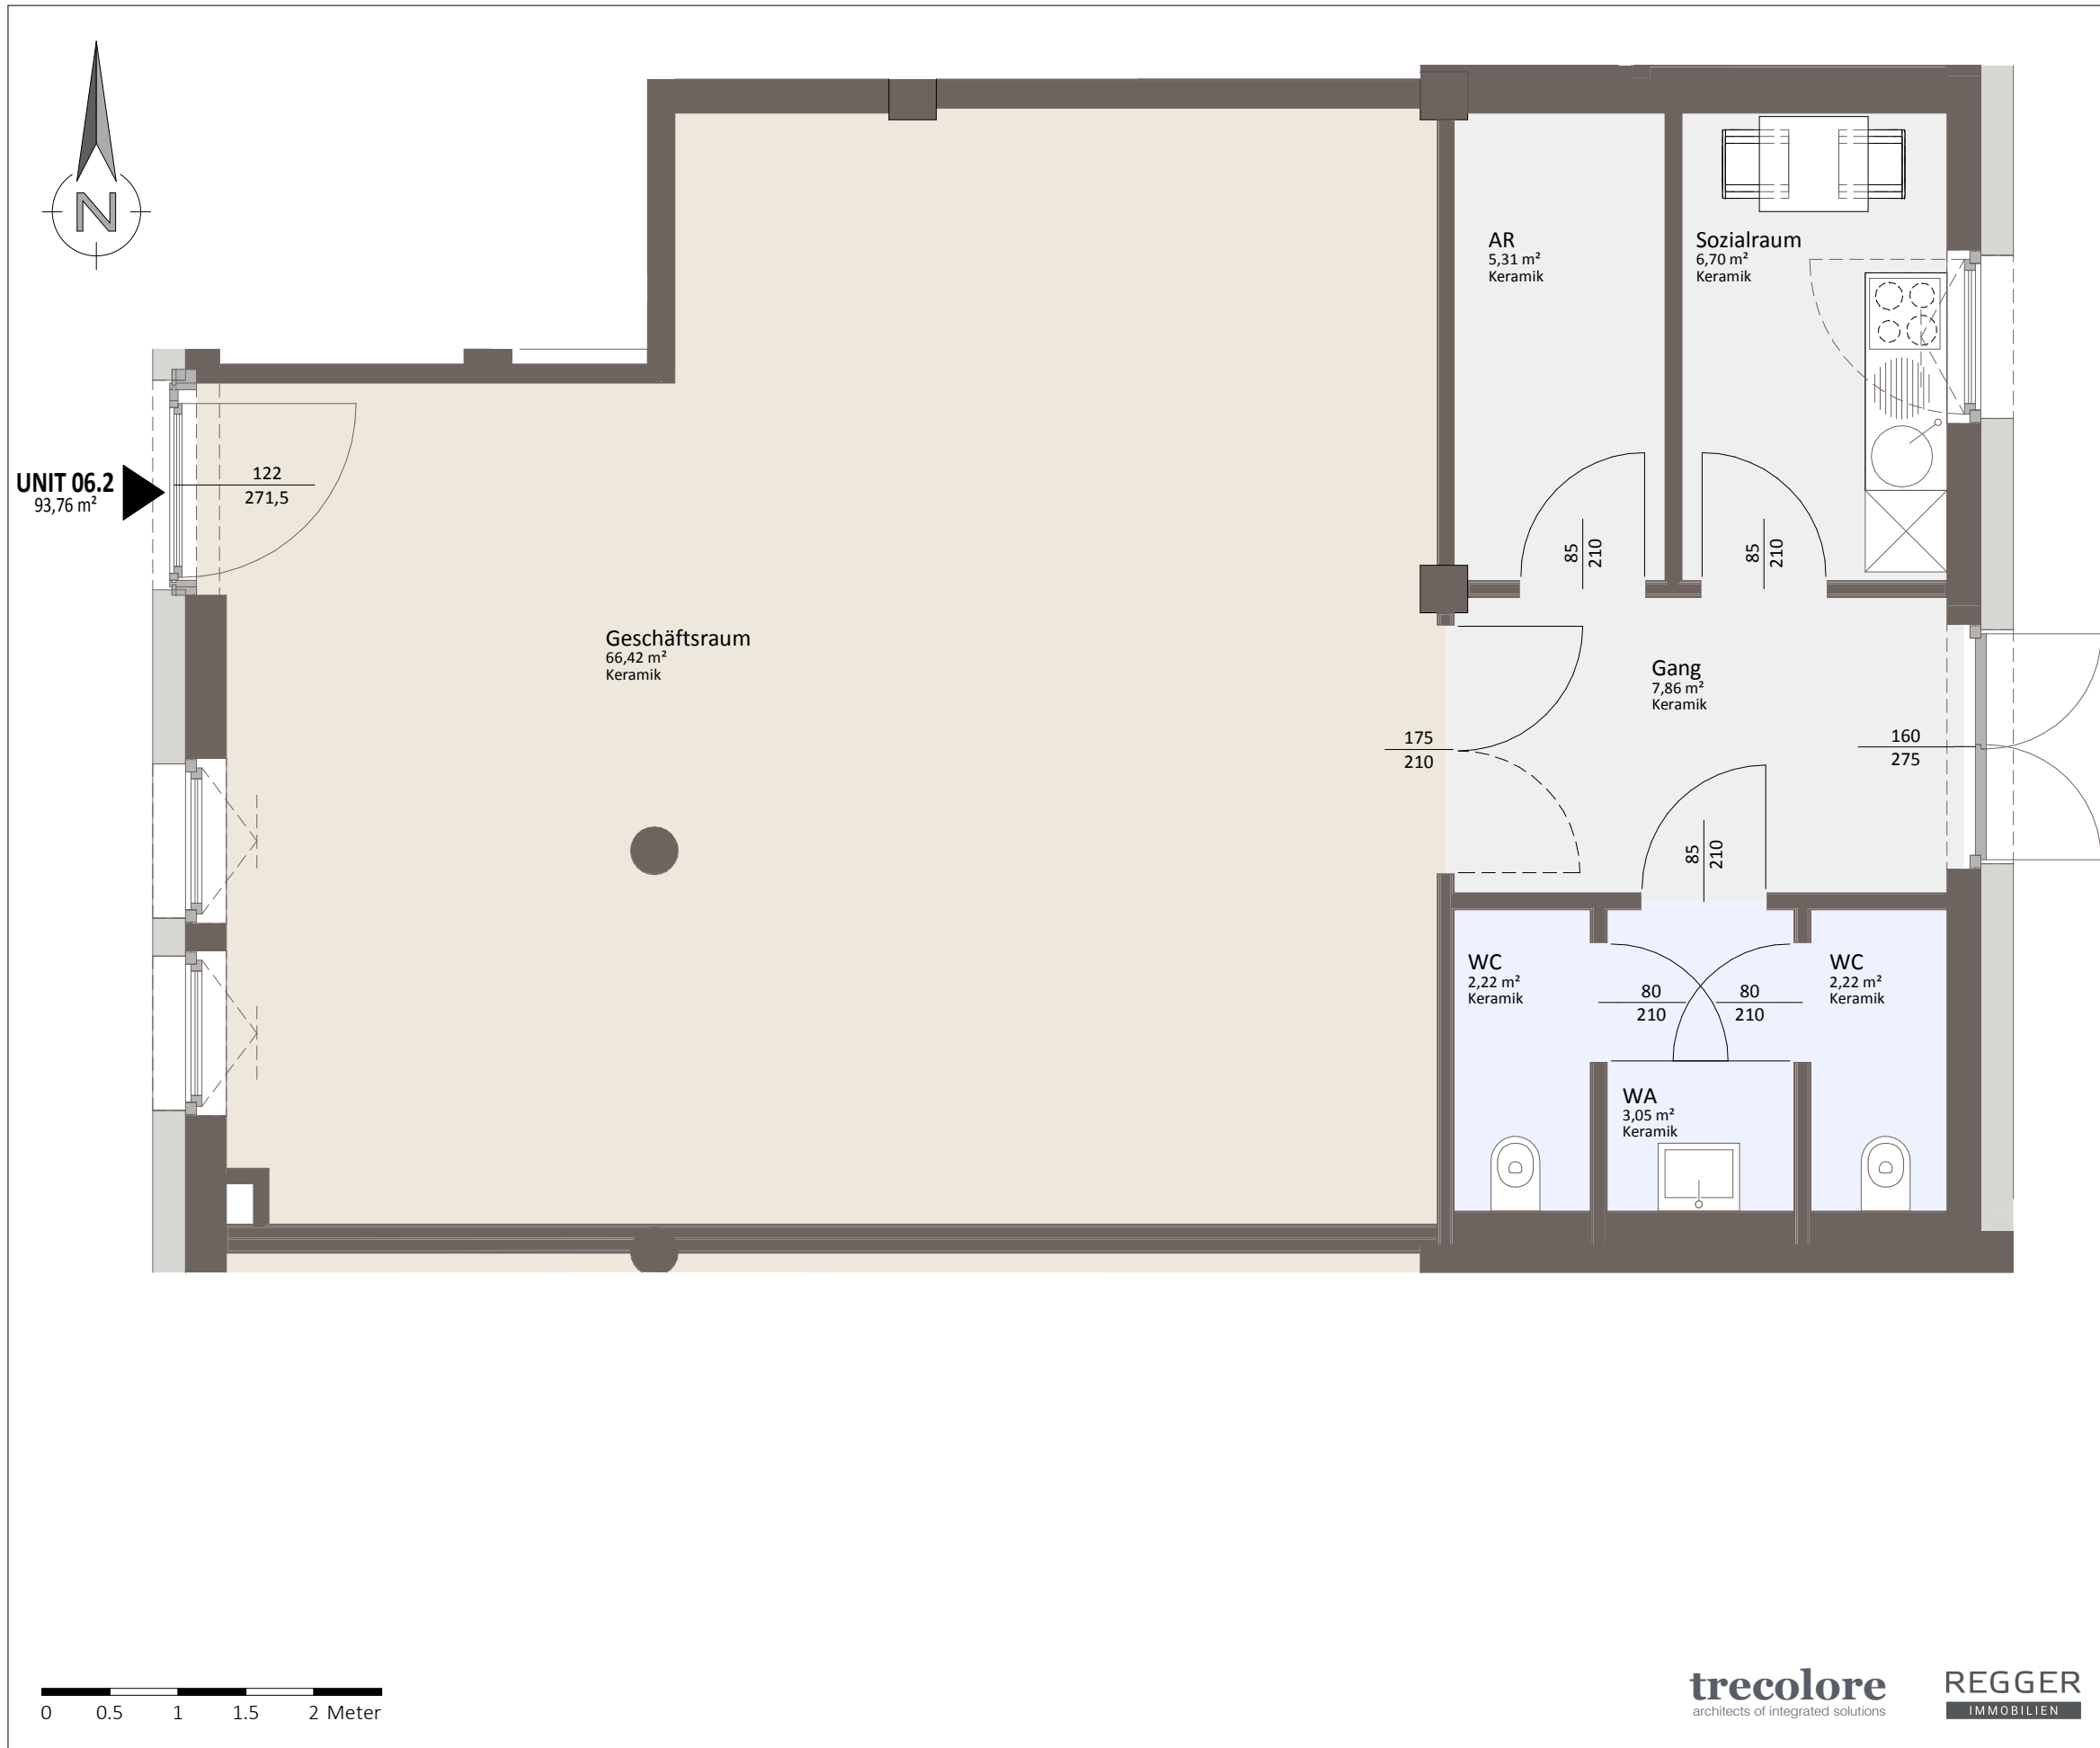 N
UNIT 06.2
93,76 m²
122
271,5
Geschäftsraum
66,42 m²
Keramik
AR
5,31 m²
Keramik
Sozialraum
6,70 m²
Keramik
85
210
85
210
Gang
7,86 m²
Keramik
175
210
160
275
85
210
WC
2,22 m²
Keramik
80
210
80
210
WC
2,22 m²
Keramik
WA
3,05 m²
Keramik
0 0.5 1 1.5 2 Meter
trecolore
architects of integrated solutions
REGGER
IMMOBILIEN